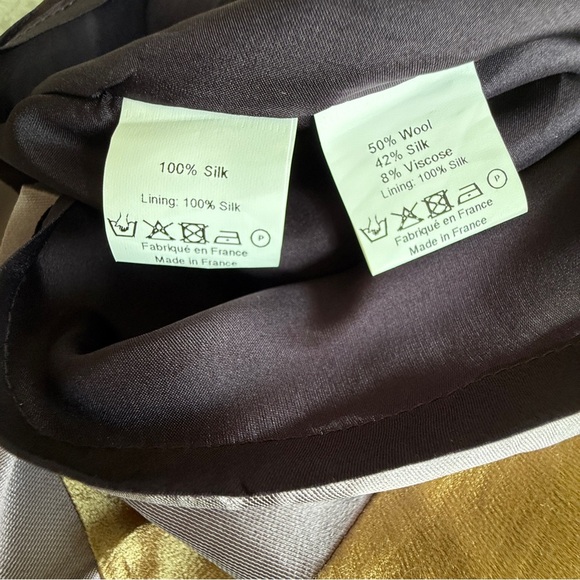 100% Silk
Lining: 100% Silk
P
Fabriqué en France
Made in France
50% Wool
42% Silk
8% Viscose
Lining: 100% Silk
P
Fabriqué en France
Made in France